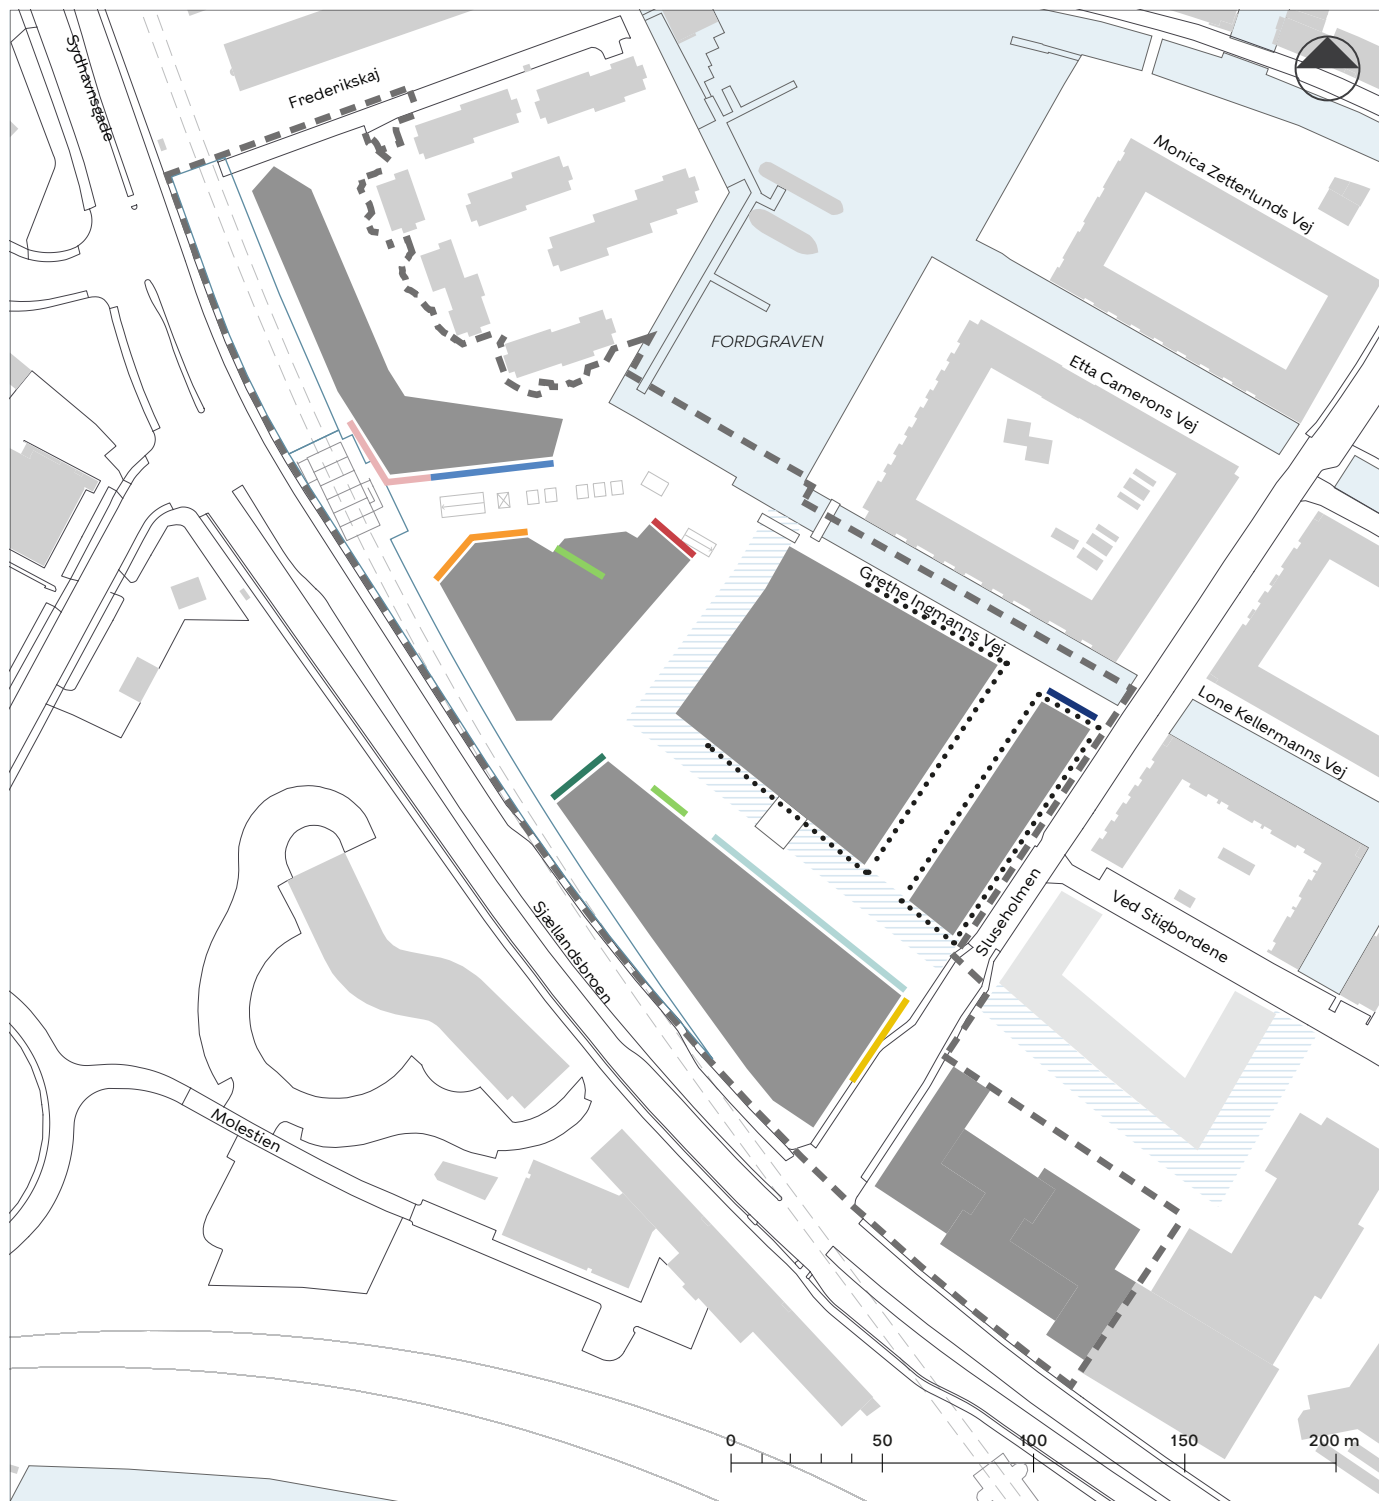 Sydhavnsgade
Frederikskaj
Monica Zetterlunds Vej
FORDGRAVEN
Etta Camerons Vej
Grethe Ingmanns Vej
Lone Kellermanns Vej
Sluseholmen
Ved Stigbordene
Sjællandsbroen
Molestien
0 50 100 150 200 m